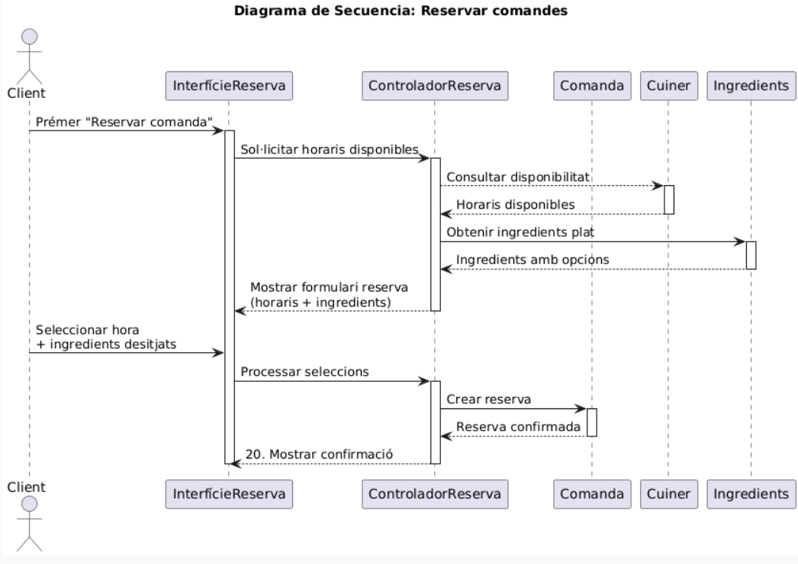 Diagrama de Secuencia: Reservar comandes
Client
InterfícieReserva
ControladorReserva
Comanda
Cuiner
Ingredients
Prémer "Reservar comanda"
Sol·licitar horaris disponibles
Consultar disponibilitat
Horaris disponibles
Obtenir ingredients plat
Ingredients amb opcions
Mostrar formulari reserva
(horaris + ingredients)
Seleccionar hora
+ ingredients desitjats
Processar seleccions
Crear reserva
Reserva confirmada
20. Mostrar confirmació
Client
InterfícieReserva
ControladorReserva
Comanda
Cuiner
Ingredients